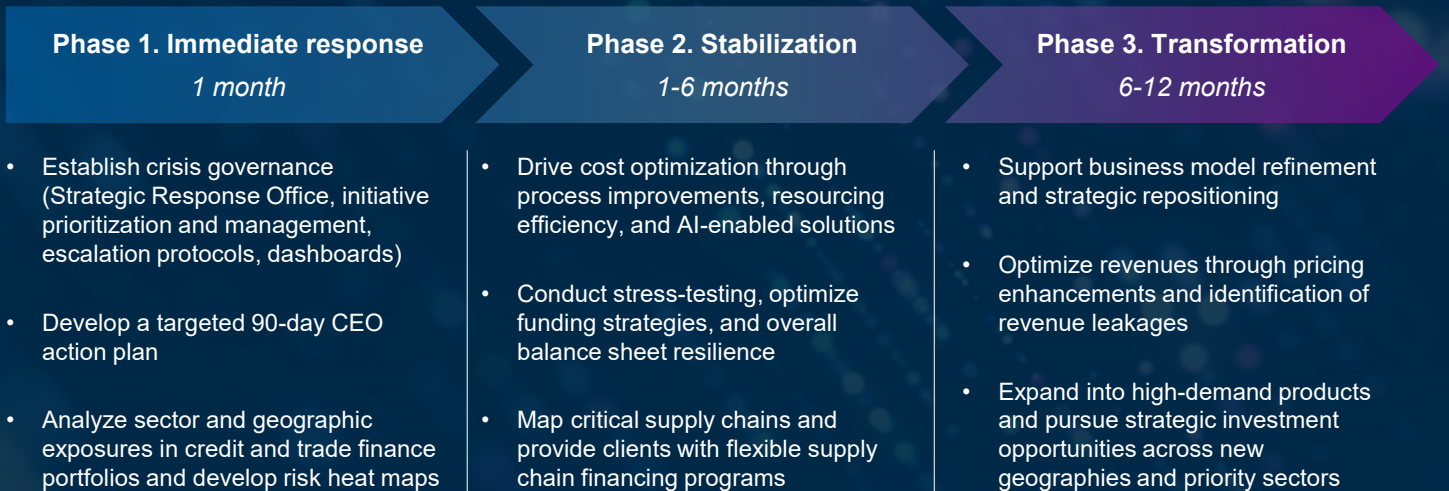 Phase 1. Immediate response
1 month
• Establish crisis governance
(Strategic Response Office, initiative
prioritization and management,
escalation protocols, dashboards)
• Develop a targeted 90-day CEO
action plan
• Analyze sector and geographic
exposures in credit and trade finance
portfolios and develop risk heat maps
Phase 2. Stabilization
1-6 months
• Drive cost optimization through
process improvements, resourcing
efficiency, and AI-enabled solutions
• Conduct stress-testing, optimize
funding strategies, and overall
balance sheet resilience
• Map critical supply chains and
provide clients with flexible supply
chain financing programs
Phase 3. Transformation
6-12 months
• Support business model refinement
and strategic repositioning
• Optimize revenues through pricing
enhancements and identification of
revenue leakages
• Expand into high-demand products
and pursue strategic investment
opportunities across new
geographies and priority sectors